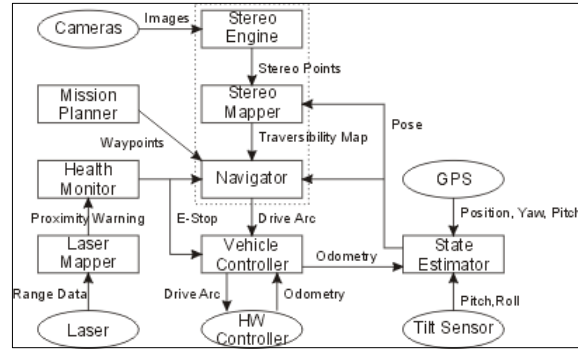 Cameras
Images
Stereo
Engine
Stereo Points
Mission
Planner
Stereo
Mapper
Waypoints
Traversibility Map
Pose
Health
Monitor
Navigator
GPS
Proximity Warning
E-Stop
Drive Arc
Position, Yaw, Pitch
Laser
Mapper
Vehicle
Controller
Odometry
State
Estimator
Range Data
Drive Arc
Odometry
Pitch,Roll
Laser
HW
Controller
Tilt Sensor